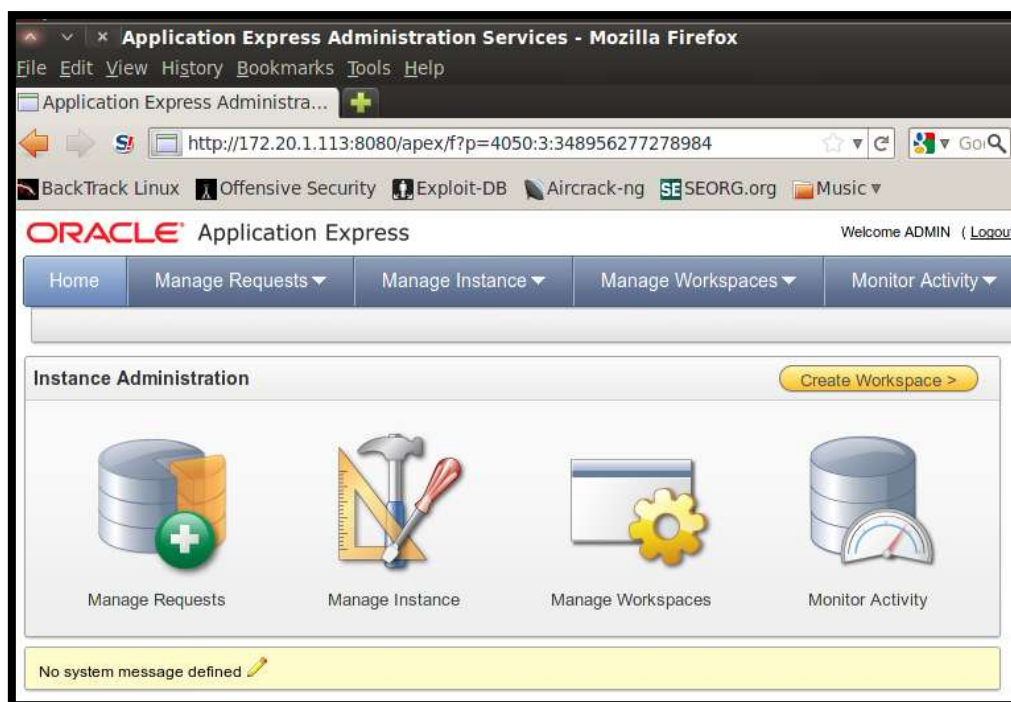 Application Express Administration Services - Mozilla Firefox
File Edit View History Bookmarks Tools Help
Application Express Administra...
http://172.20.1.113:8080/apex/f?p=4050:3:348956277278984
BackTrack Linux Offensive Security Exploit-DB Aircrack-ng SE SEORG.org Music
ORACLE Application Express Welcome ADMIN ( Logout
Home Manage Requests Manage Instance Manage Workspaces Monitor Activity
Instance Administration Create Workspace >
Manage Requests Manage Instance Manage Workspaces Monitor Activity
No system message defined